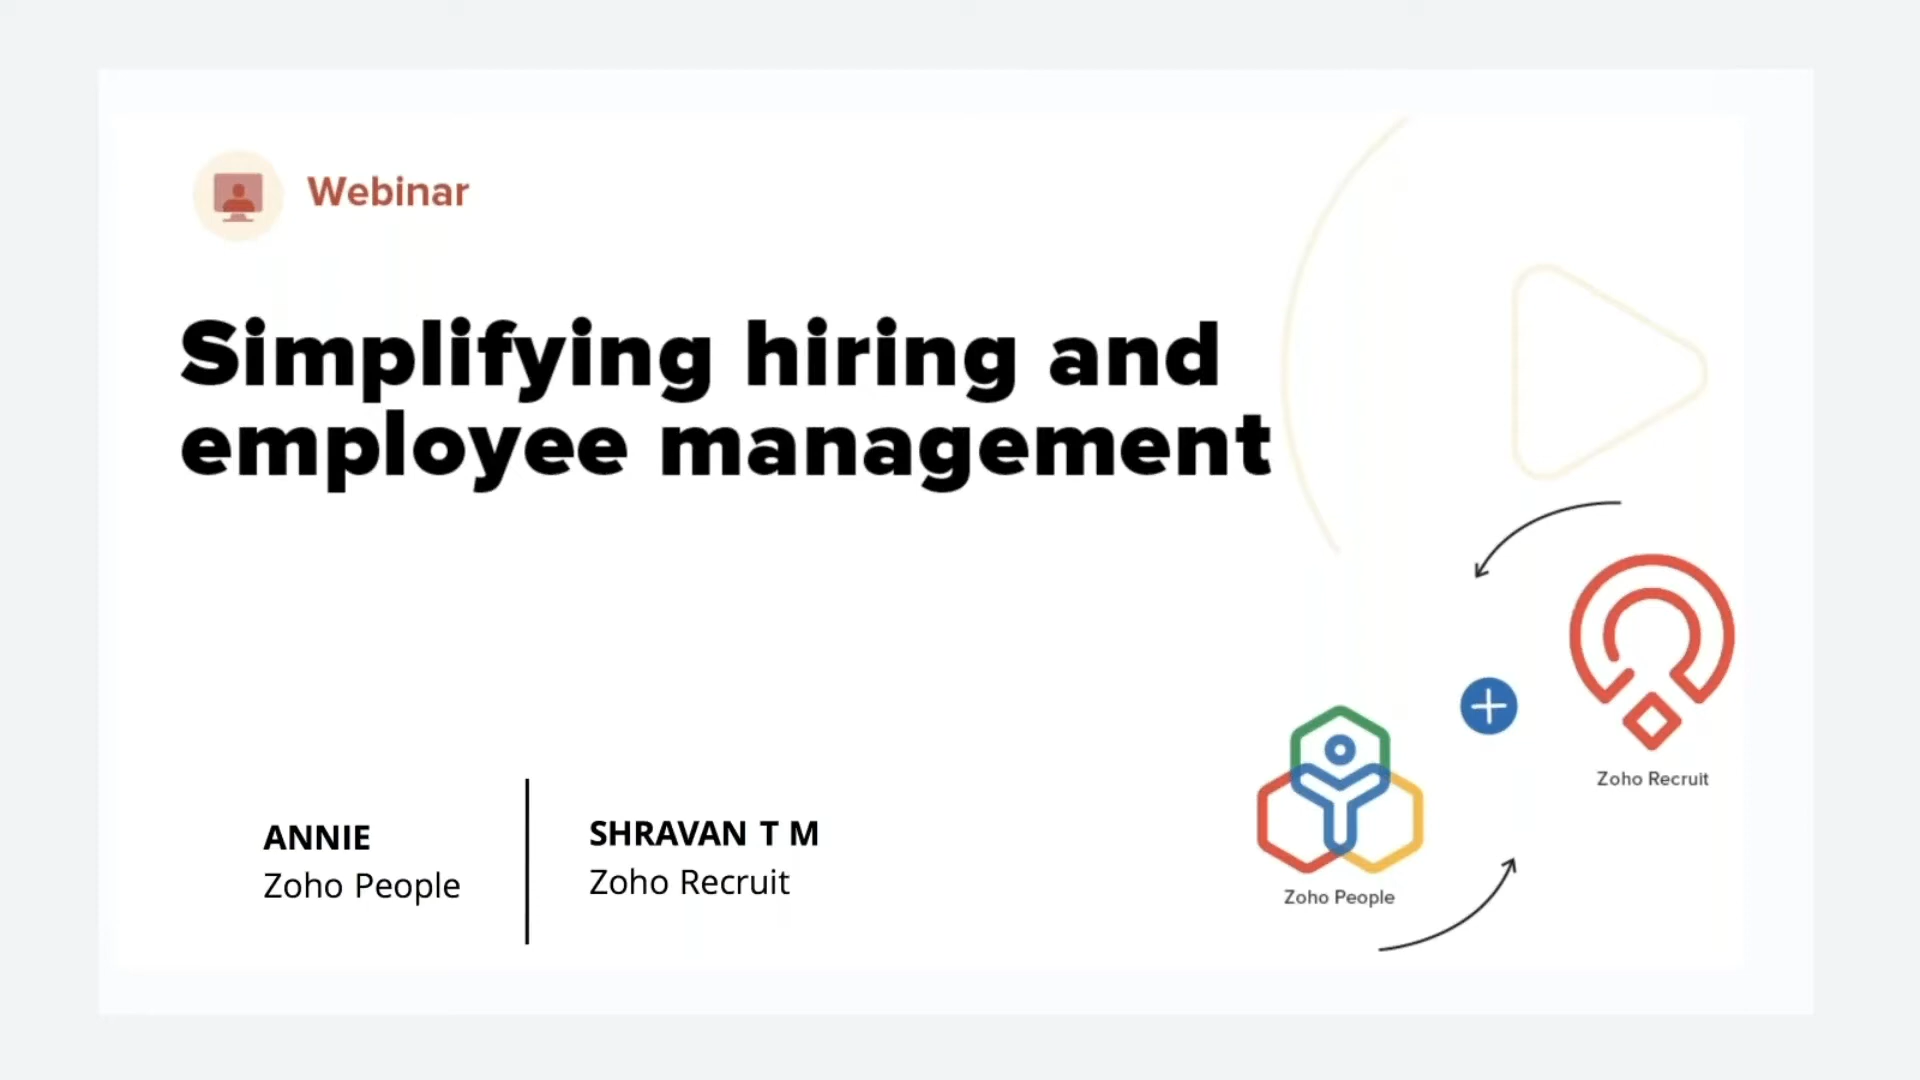 Webinar
Simplifying hiring and
employee management
ANNIE
Zoho People
SHRAVAN T M
Zoho Recruit
Zoho People
Zoho Recruit